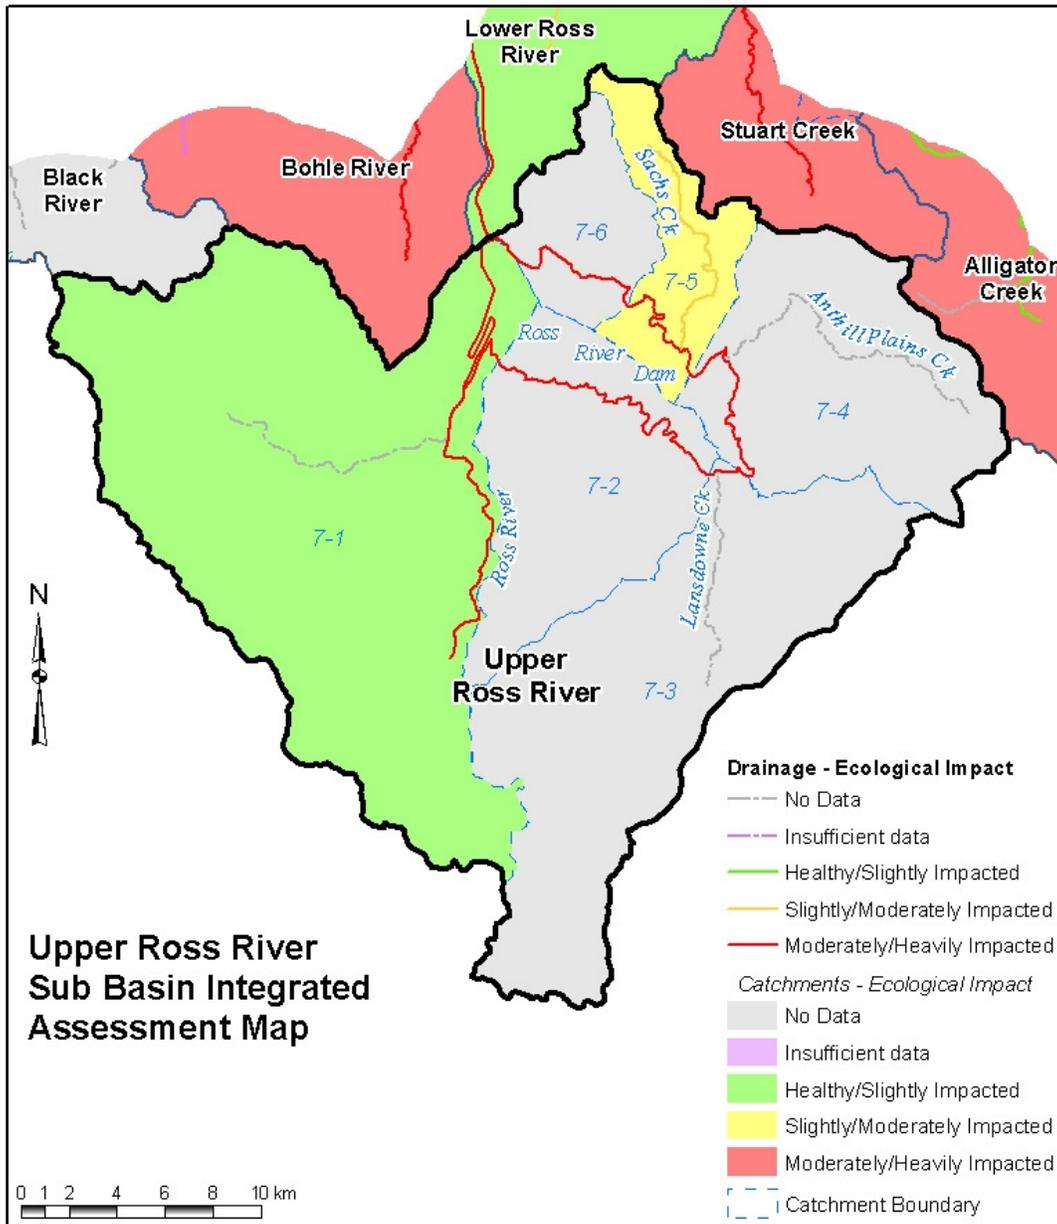 Lower Ross
River
Stuart Creek
Bohle River
Black
River
Sachs Ck
7-6
Alligator
Creek
7-5
Anthill Plains Ck
Ross
River
Dam
7-4
7-2
Ross River
Lansdowne Ck
7-1
N
Upper
Ross River
7-3
Drainage - Ecological Impact
No Data
Insufficient data
Healthy/Slightly Impacted
Slightly/Moderately Impacted
Moderately/Heavily Impacted
Catchments - Ecological Impact
No Data
Insufficient data
Healthy/Slightly Impacted
Slightly/Moderately Impacted
Moderately/Heavily Impacted
Catchment Boundary
Upper Ross River
Sub Basin Integrated
Assessment Map
0 1 2 4 6 8 10 km